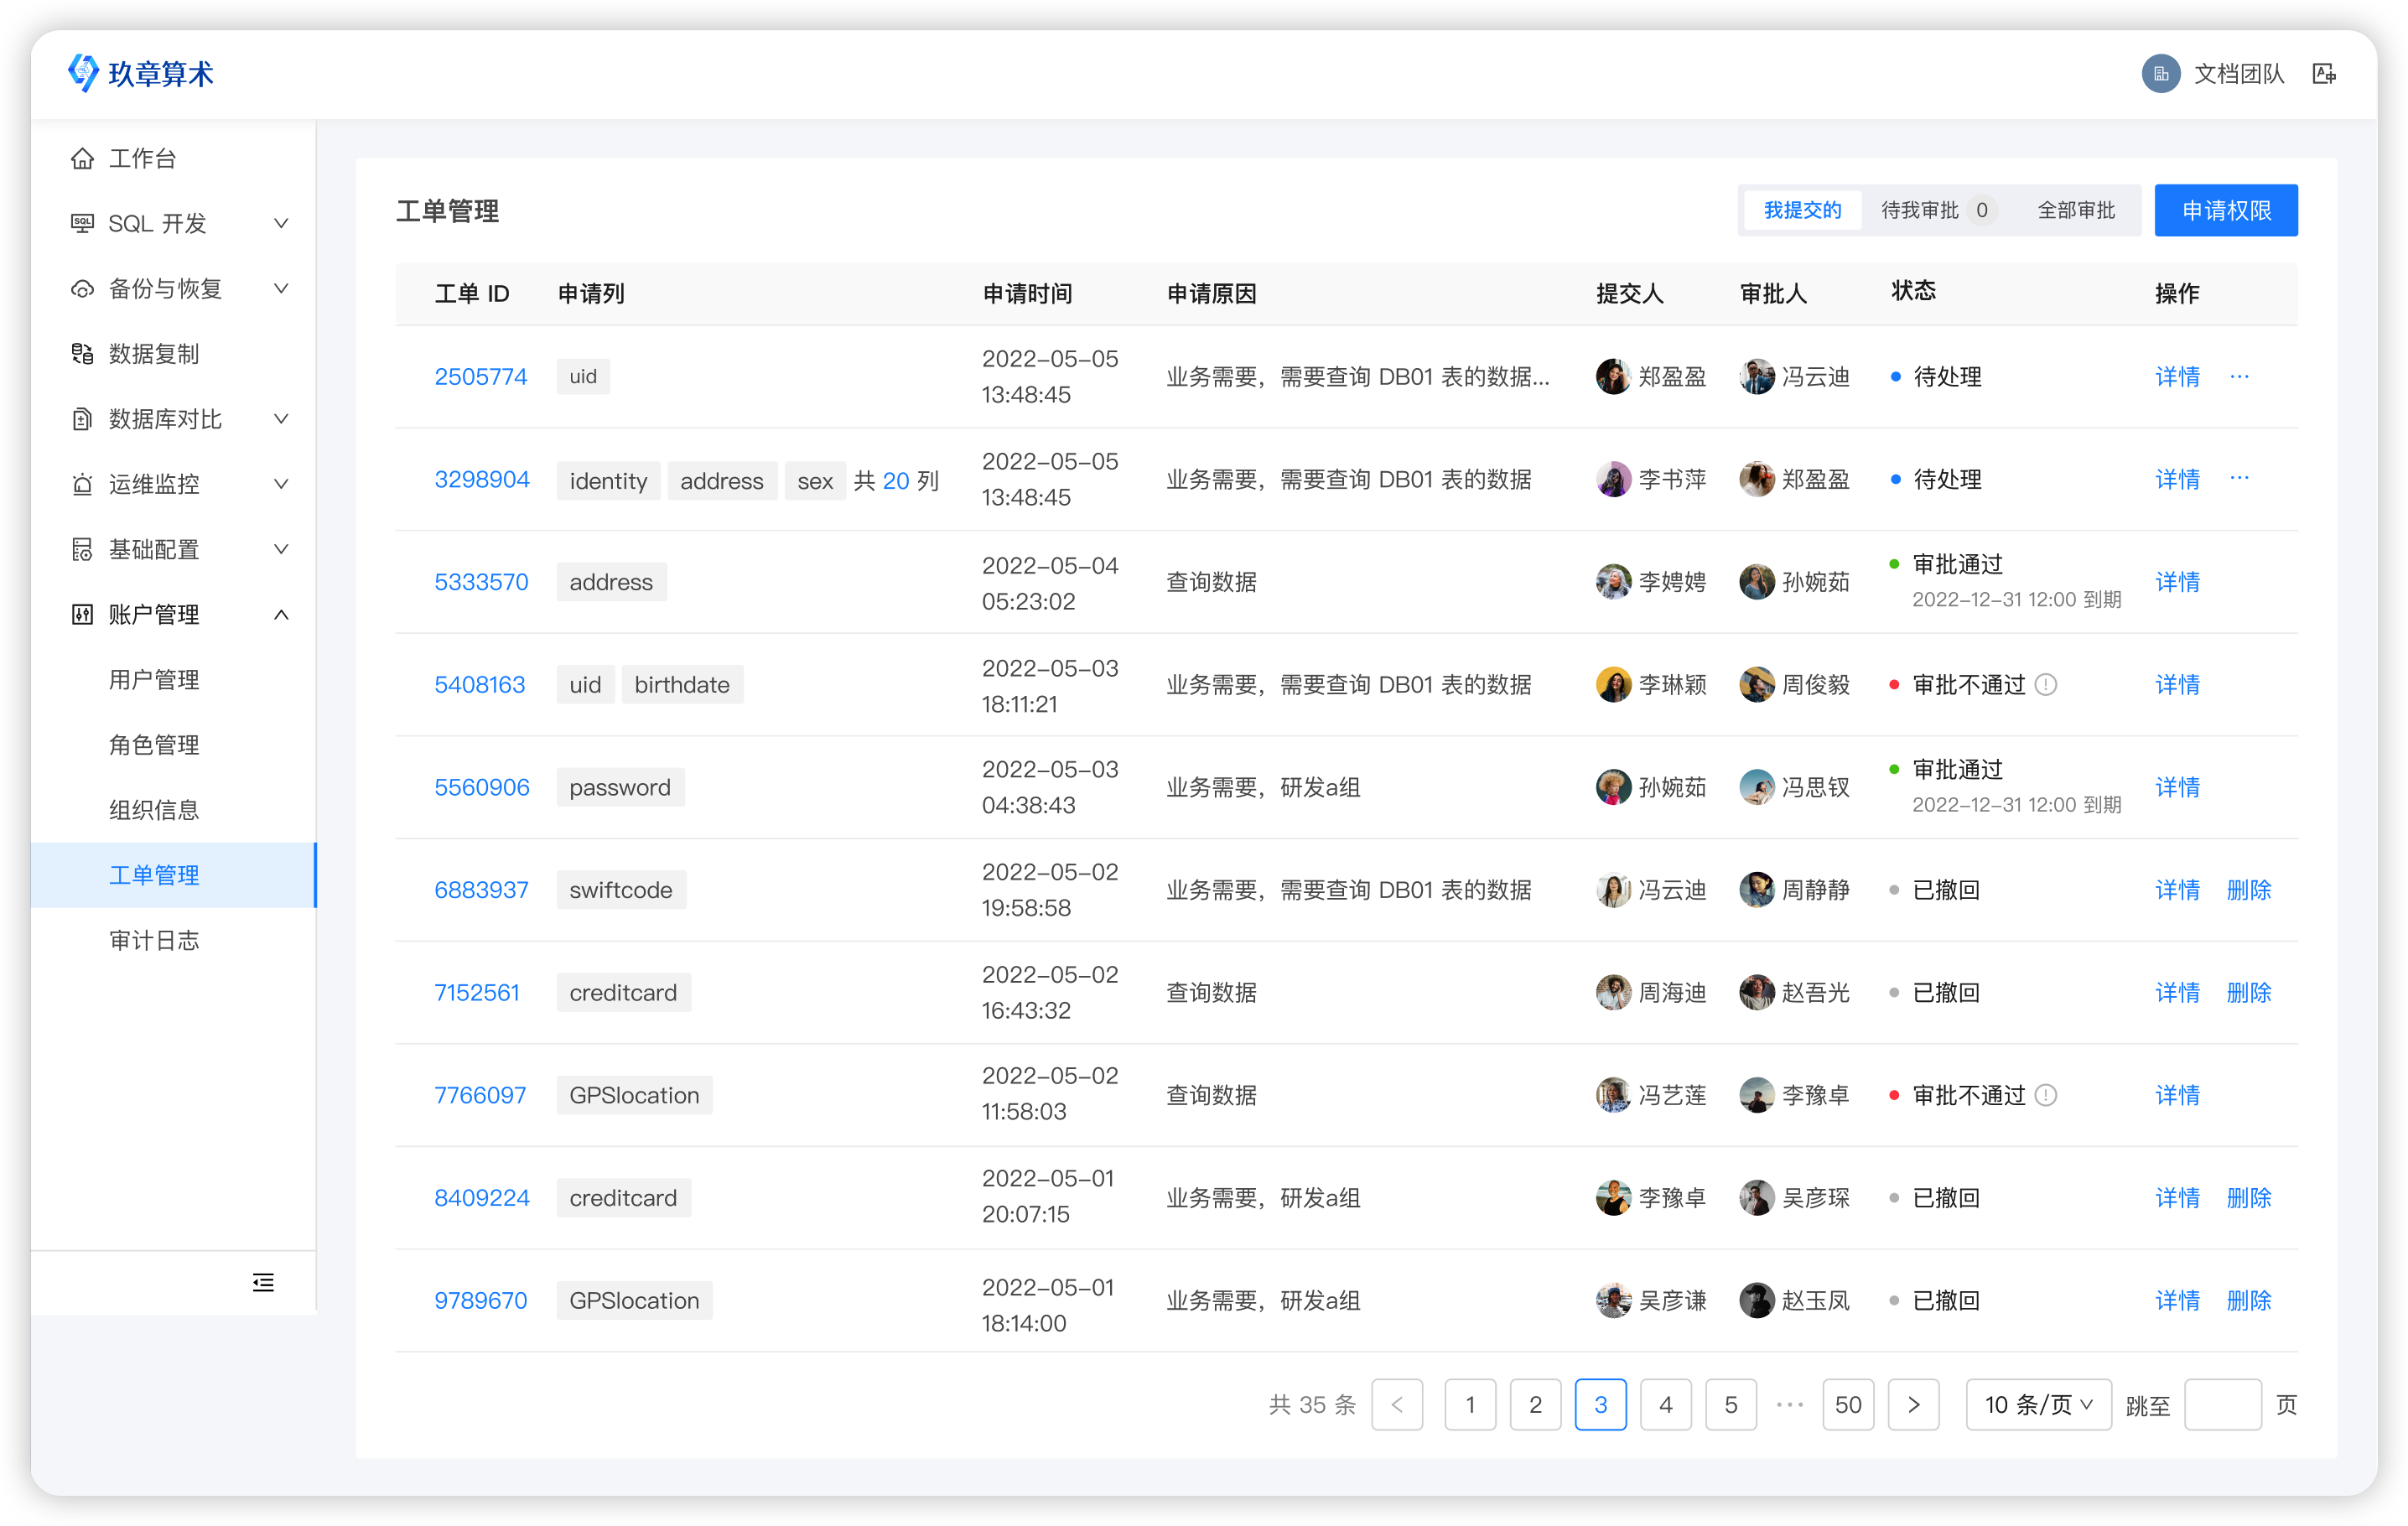 玖章算术
文档团队
工作台
SQL 开发
备份与恢复
数据复制
数据库对比
运维监控
基础配置
账户管理
用户管理
角色管理
组织信息
工单管理
审计日志
工单管理
我提交的 待我审批 0 全部审批 申请权限
工单 ID 申请列 申请时间 申请原因 提交人 审批人 状态 操作
2505774 uid 2022-05-05 13:48:45 业务需要，需要查询 DB01 表的数据... 郑盈盈 冯云迪 待处理 详情 ···
3298904 identity address sex 共 20 列 2022-05-05 13:48:45 业务需要，需要查询 DB01 表的数据 李书萍 郑盈盈 待处理 详情 ···
5333570 address 2022-05-04 05:23:02 查询数据 李娉娉 孙婉茹 审批通过 2022-12-31 12:00 到期 详情
5408163 uid birthdate 2022-05-03 18:11:21 业务需要，需要查询 DB01 表的数据 李琳颖 周俊毅 审批不通过 详情
5560906 password 2022-05-03 04:38:43 业务需要，研发a组 孙婉茹 冯思钗 审批通过 2022-12-31 12:00 到期 详情
6883937 swiftcode 2022-05-02 19:58:58 业务需要，需要查询 DB01 表的数据 冯云迪 周静静 已撤回 详情 删除
7152561 creditcard 2022-05-02 16:43:32 查询数据 周海迪 赵吾光 已撤回 详情 删除
7766097 GPSlocation 2022-05-02 11:58:03 查询数据 冯艺莲 李豫卓 审批不通过 详情
8409224 creditcard 2022-05-01 20:07:15 业务需要，研发a组 李豫卓 吴彦琛 已撤回 详情 删除
9789670 GPSlocation 2022-05-01 18:14:00 业务需要，研发a组 吴彦谦 赵玉凤 已撤回 详情 删除
共 35 条 < 1 2 3 4 5 ··· 50 > 10 条/页 跳至 页